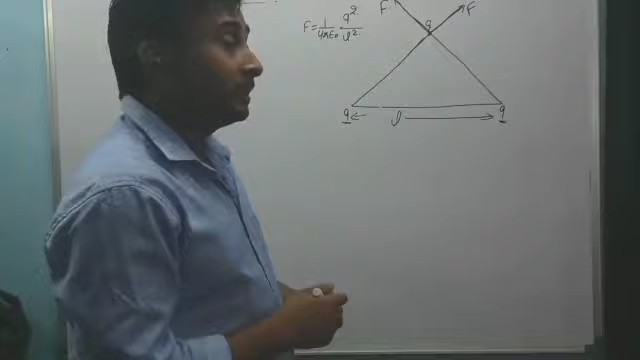 F F
q
F = 1/4πε₀ q²/l²
q l q